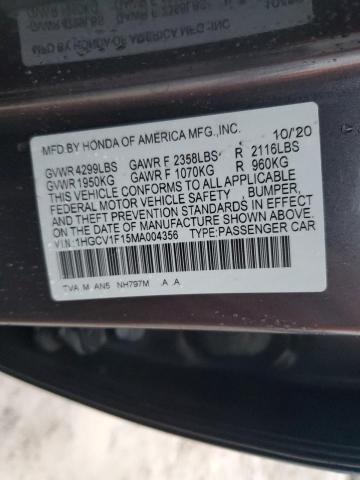 MFD BY HONDA OF AMERICA MFG.,INC. 10/'20
GVWR 4299LBS GAWR F 2358LBS R 2116LBS
GVWR 1950KG GAWR F 1070KG R 960KG
THIS VEHICLE CONFORMS TO ALL APPLICABLE
FEDERAL MOTOR VEHICLE SAFETY, BUMPER,
AND THEFT PREVENTION STANDARDS IN EFFECT
ON THE DATE OF MANUFACTURE SHOWN ABOVE.
VIN:1HGCV1F15MA004356 TYPE:PASSENGER CAR
TVA M AN5 NH797M .A .A